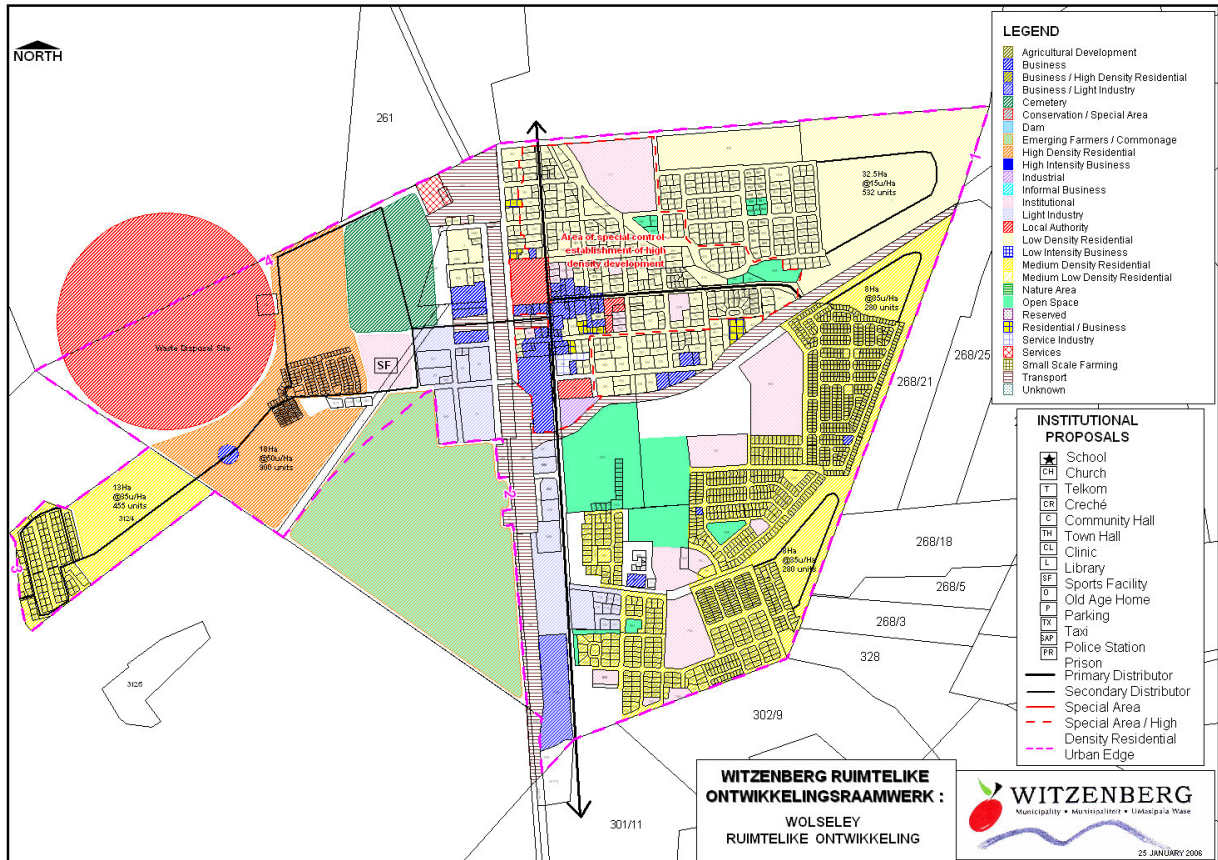 NORTH
261
LEGEND
Agricultural Development
Business
Business / High Density Residential
Business / Light Industry
Cemetery
Conservation / Special Area
Dam
Emerging Farmers / Commonage
High Density Residential
High Intensity Business
Industrial
Informal Business
Institutional
Light Industry
Local Authority
Low Density Residential
Low Intensity Business
Medium Density Residential
Medium Low Density Residential
Nature Area
Open Space
Reserved
Residential / Business
Service Industry
Services
Small Scale Farming
Transport
Unknown
1
32.5Ha
@15u/Ha
532 units
Area of special control
establishment of high
density development
4
8Ha
@35u/Ha
280 units
Waste Disposal Site
SF
268/25
268/21
18Ha
@50u/Ha
900 units
13Ha
@35u/Ha
455 units
312/4
2
3
8Ha
@35u/Ha
280 units
268/18
268/5
268/3
328
312/5
302/9
301/11
INSTITUTIONAL
PROPOSALS
School
CH Church
T Telkom
CR Creché
C Community Hall
TH Town Hall
CL Clinic
L Library
SF Sports Facility
O Old Age Home
P Parking
TX Taxi
SAP Police Station
PR Prison
Primary Distributor
Secondary Distributor
Special Area
Special Area / High
Density Residential
Urban Edge
WITZENBERG RUIMTELIKE
ONTWIKKELINGSRAAMWERK :
WOLSELEY
RUIMTELIKE ONTWIKKELING
WITZENBERG
Municipality • Munisipaliteit • UMasipala Wase
25 JANUARY 2006